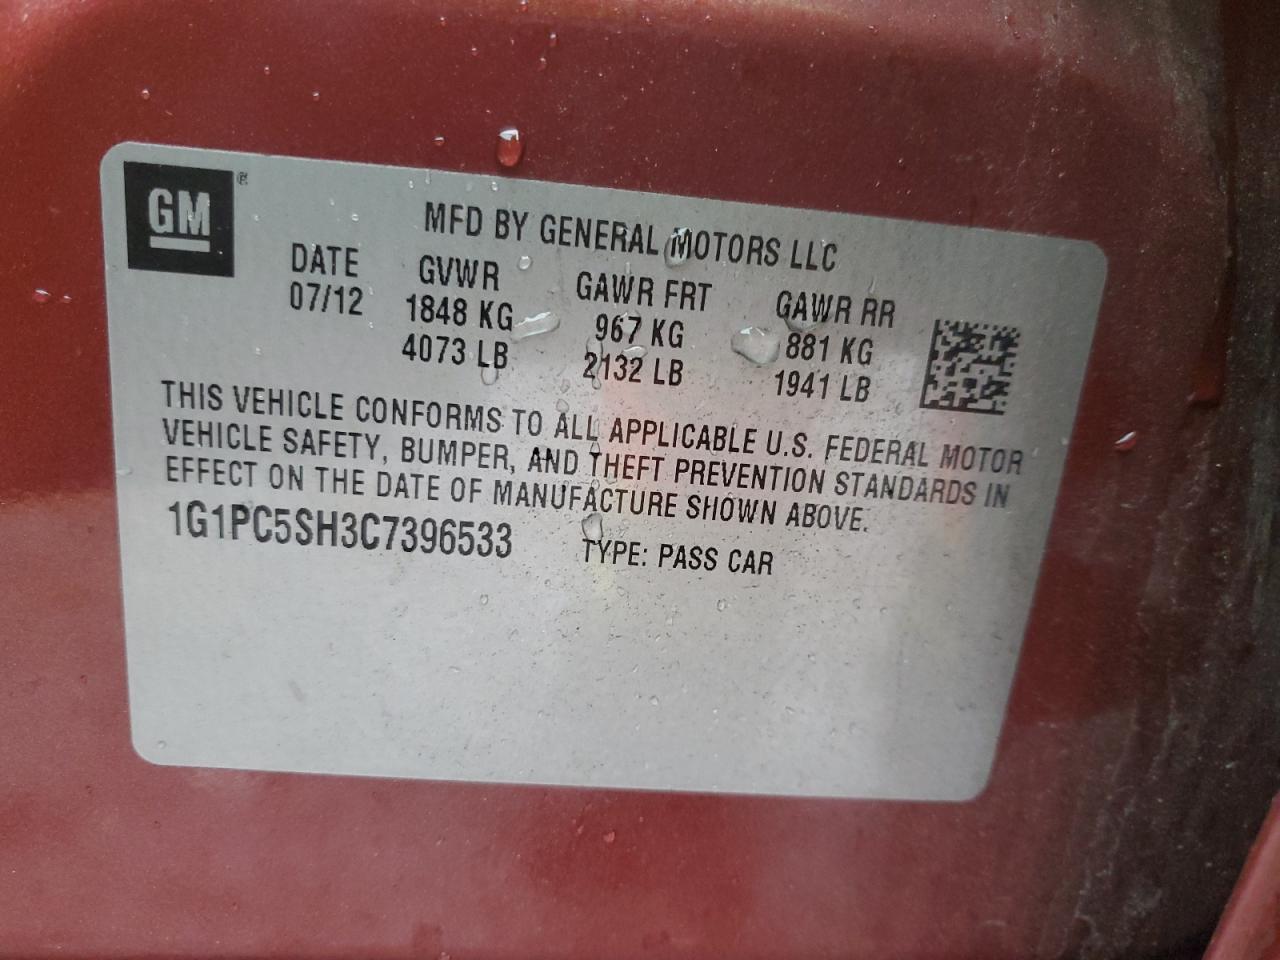 GM ®
MFD BY GENERAL MOTORS LLC
DATE GVWR GAWR FRT GAWR RR
07/12 1848 KG 967 KG 881 KG
4073 LB 2132 LB 1941 LB
THIS VEHICLE CONFORMS TO ALL APPLICABLE U.S. FEDERAL MOTOR
VEHICLE SAFETY, BUMPER, AND THEFT PREVENTION STANDARDS IN
EFFECT ON THE DATE OF MANUFACTURE SHOWN ABOVE.
1G1PC5SH3C7396533 TYPE: PASS CAR